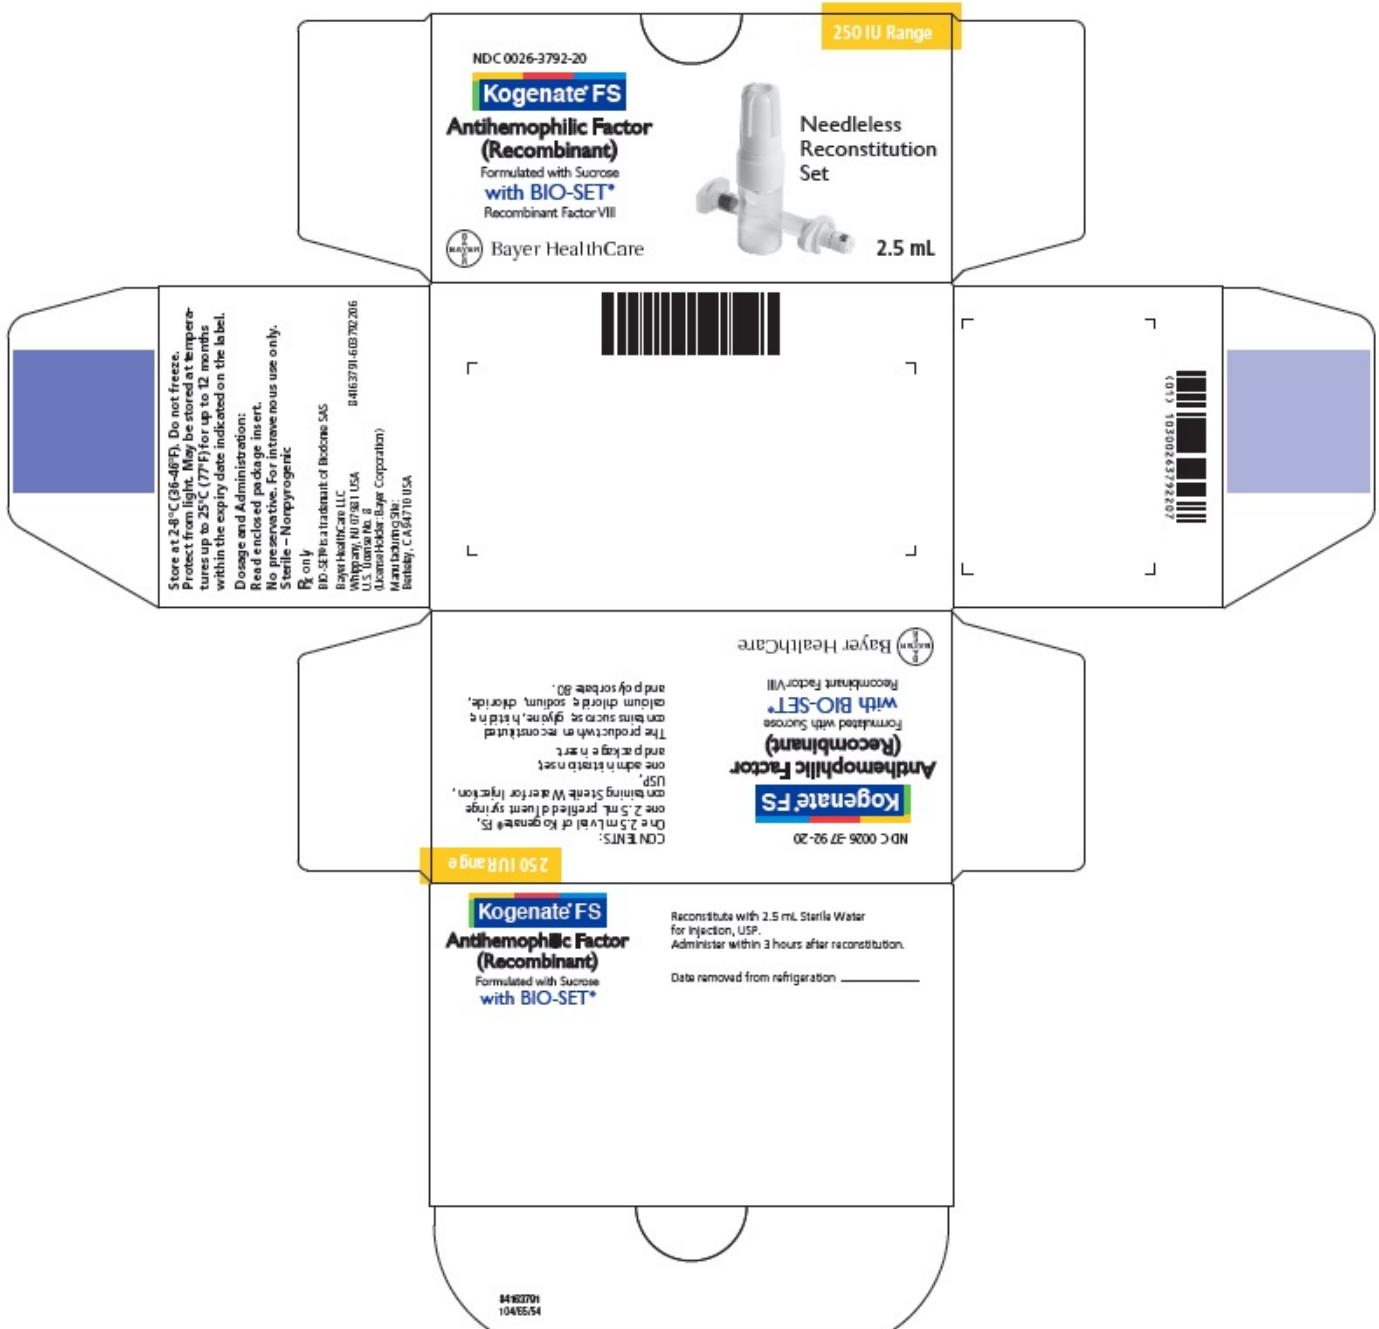 250 IU Range
NDC 0026-3792-20
Kogenate® FS
Antihemophilic Factor
(Recombinant)
Formulated with Sucrose
with BIO-SET®
Recombinant Factor VIII
BAYER
BAYER
Bayer HealthCare
Needleless
Reconstitution
Set
2.5 mL
Store at 2-8°C (36-46°F). Do not freeze.
Protect from light. May be stored at tempera-
tures up to 25°C (77°F) for up to 12 months
within the expiry date indicated on the label.
Dosage and Administration:
Read enclosed package insert.
No preservative. For intravenous use only.
Sterile – Nonpyrogenic
Rx only
BIO-SET® is a trademark of Biodome SAS
Bayer HealthCare LLC
Whippany, NJ 07981 USA
84163791-603792206
U.S. License No. 8
(License Holder: Bayer Corporation)
Manufacturing Site:
Berkeley, CA 94710 USA
(01) 10300263792207
BAYER
BAYER
Bayer HealthCare
Recombinant Factor VIII
with BIO-SET®
Formulated with Sucrose
(Recombinant)
Antihemophilic Factor
Kogenate® FS
NDC 0026-3792-20
CONTENTS:
One 2.5 mL vial of Kogenate® FS,
one 2.5 mL prefilled diluent syringe
containing Sterile Water for Injection,
USP,
one administration set,
and package insert.
The product when reconstituted
contains sucrose, glycine, histidine,
calcium chloride, sodium, chloride,
and polysorbate 80.
250 IU Range
Kogenate® FS
Antihemophilic Factor
(Recombinant)
Formulated with Sucrose
with BIO-SET®
Reconstitute with 2.5 mL Sterile Water
for Injection, USP.
Administer within 3 hours after reconstitution.
Date removed from refrigeration
84163791
104/65/54